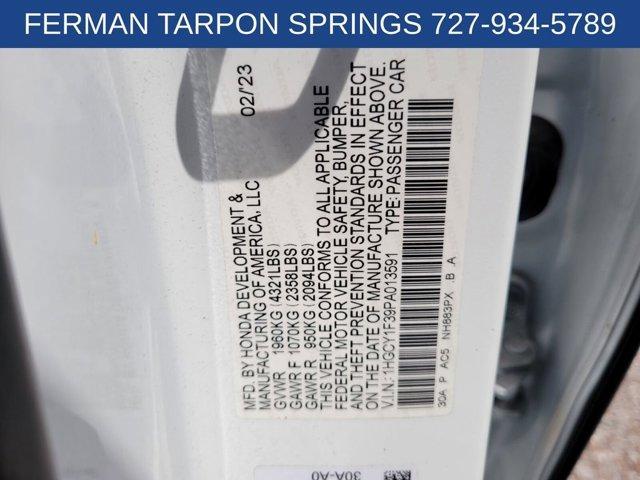 FERMAN TARPON SPRINGS 727-934-5789
MFD. BY HONDA DEVELOPMENT & 02/'23
MANUFACTURING OF AMERICA, LLC
GVWR 1960KG (4321LBS)
GAWR F 1070KG (2358LBS)
GAWR R 950KG (2094LBS)
THIS VEHICLE CONFORMS TO ALL APPLICABLE
FEDERAL MOTOR VEHICLE SAFETY, BUMPER,
AND THEFT PREVENTION STANDARDS IN EFFECT
ON THE DATE OF MANUFACTURE SHOWN ABOVE.
V.I.N.: 1HGCY1F39PA013591 TYPE: PASSENGER CAR
30A P AC5 NH883PX .B .A
30A-A0